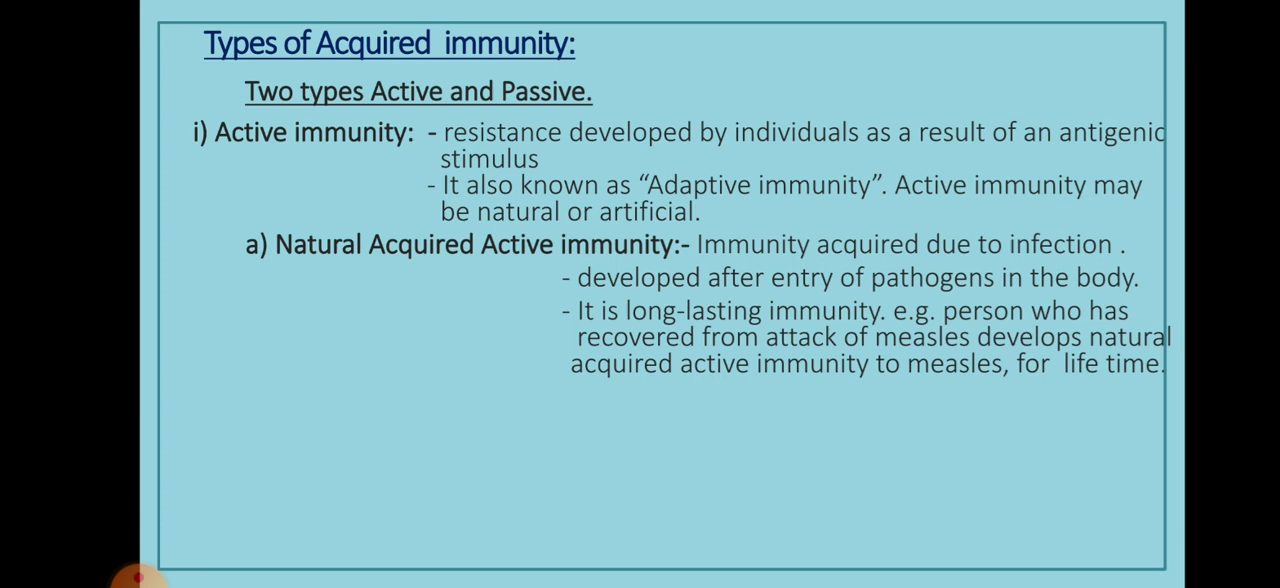 Types of Acquired immunity:
Two types Active and Passive.
i) Active immunity: - resistance developed by individuals as a result of an antigenic
stimulus
- It also known as “Adaptive immunity”. Active immunity may
be natural or artificial.
a) Natural Acquired Active immunity:- Immunity acquired due to infection .
- developed after entry of pathogens in the body.
- It is long-lasting immunity. e.g. person who has
recovered from attack of measles develops natural
acquired active immunity to measles, for life time.